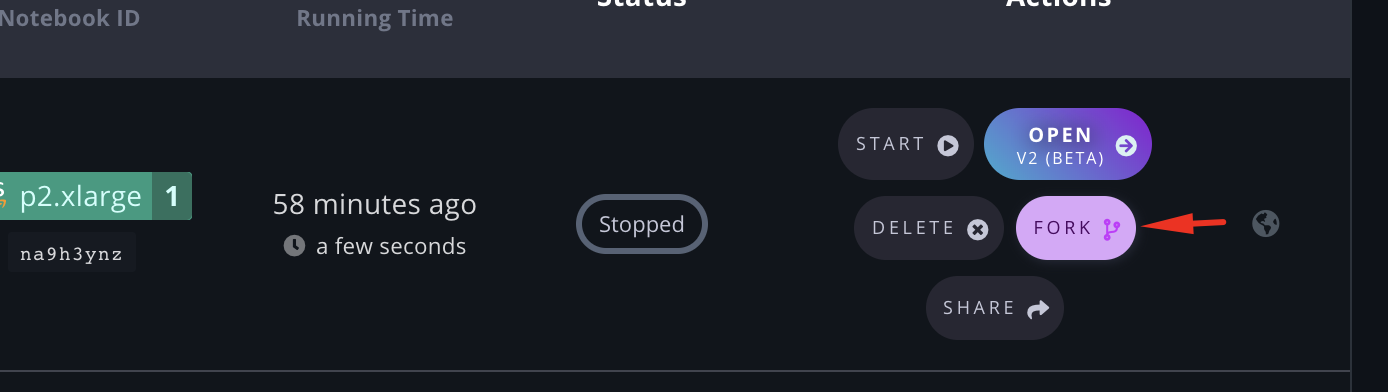 Notebook ID
Running Time
Status
Actions
p2.xlarge 1
na9h3ynz
58 minutes ago
a few seconds
Stopped
START
OPEN
V2 (BETA)
DELETE
FORK
SHARE